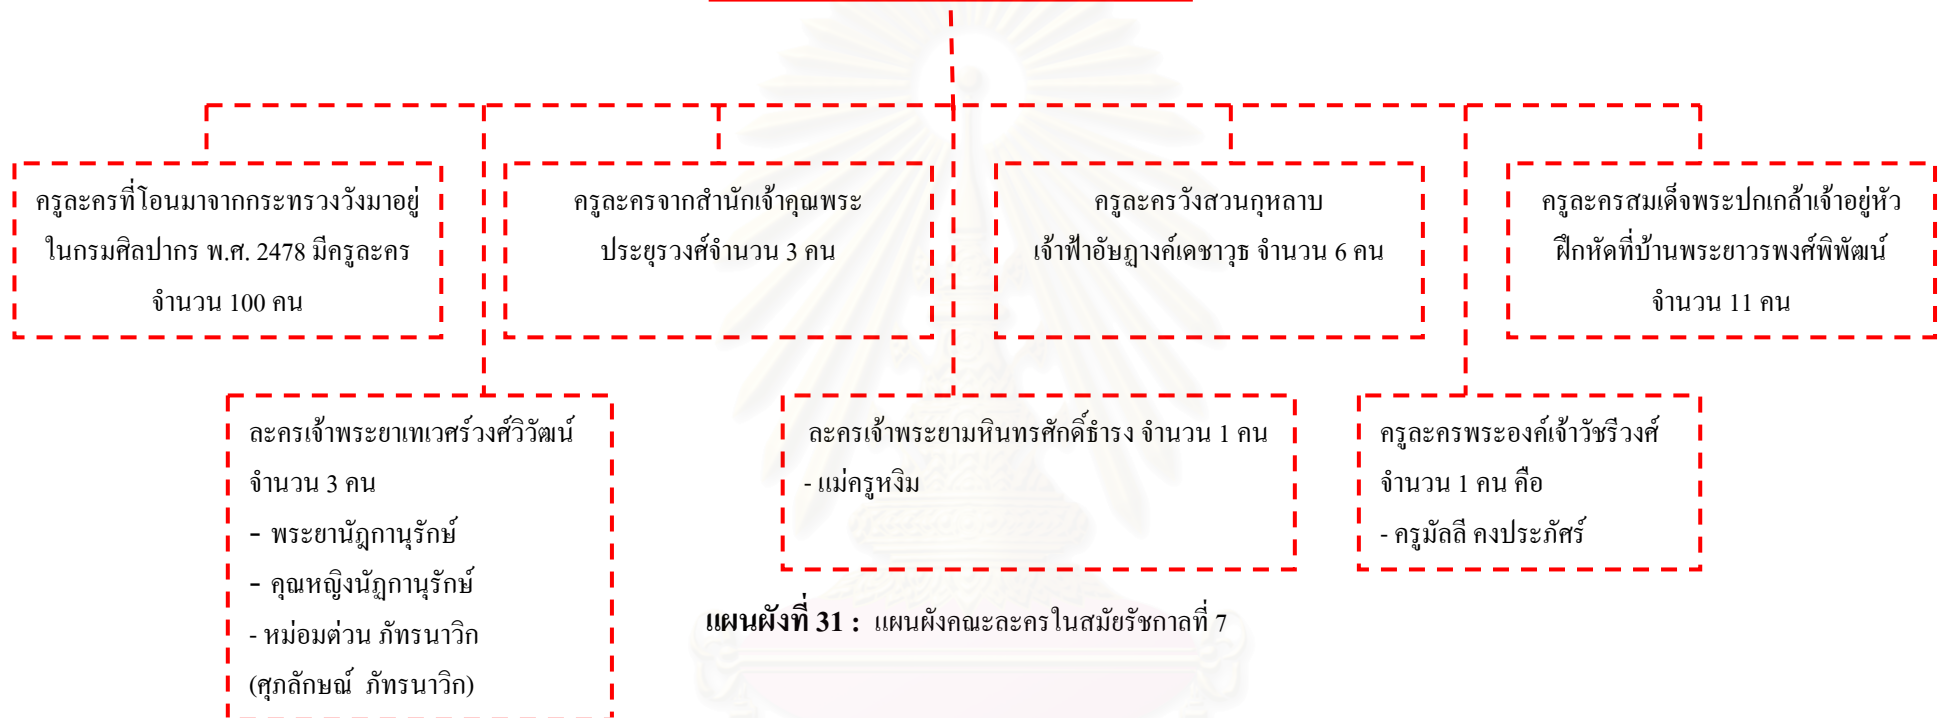 ครูละครที่โอนมาจากกระทรวงวังมาอยู่
ในกรมศิลปากร พ.ศ. 2478 มีครูละคร
จำนวน 100 คน
ครูละครจากสำนักเจ้าคุณพระ
ประยุรวงศ์จำนวน 3 คน
ครูละครวังสวนกุหลาบ
เจ้าฟ้าอัษฎางค์เดชาวุธ จำนวน 6 คน
ครูละครสมเด็จพระปกเกล้าเจ้าอยู่หัว
ฝึกหัดที่บ้านพระยาวรพงศ์พิพัฒน์
จำนวน 11 คน
ละครเจ้าพระยาเทเวศร์วงศ์วิวัฒน์
จำนวน 3 คน
- พระยานัฎกานุรักษ์
- คุณหญิงนัฏกานุรักษ์
- หม่อมต่วน ภัทรนาวิก
(ศุภลักษณ์ ภัทรนาวิก)
ละครเจ้าพระยามหินทรศักดิ์ธำรง จำนวน 1 คน
- แม่ครูหงิม
ครูละครพระองค์เจ้าวัชรีวงศ์
จำนวน 1 คน คือ
- ครูมัลลี คงประภัศร์
แผนผังที่ 31 : แผนผังคณะละครในสมัยรัชกาลที่ 7